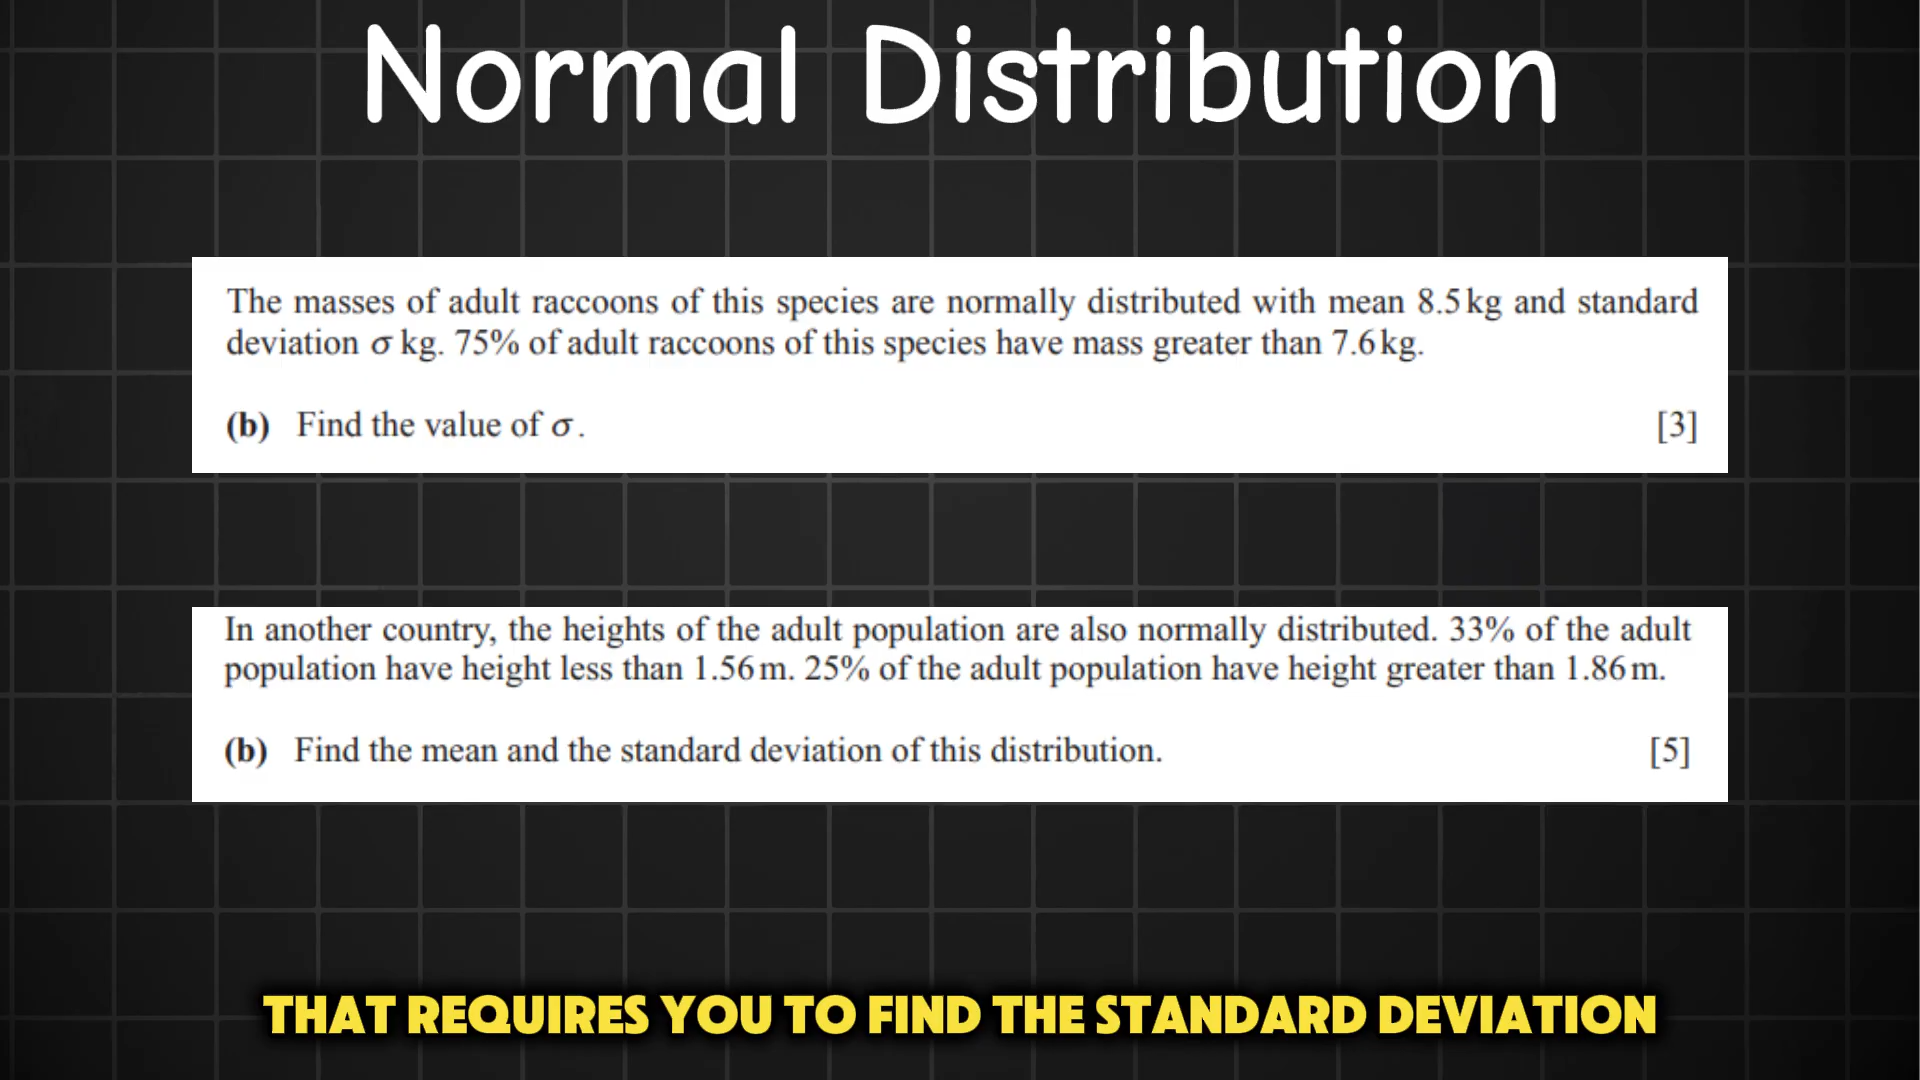 Normal Distribution
The masses of adult raccoons of this species are normally distributed with mean 8.5 kg and standard
deviation σ kg. 75% of adult raccoons of this species have mass greater than 7.6 kg.
(b) Find the value of σ. [3]
In another country, the heights of the adult population are also normally distributed. 33% of the adult
population have height less than 1.56 m. 25% of the adult population have height greater than 1.86 m.
(b) Find the mean and the standard deviation of this distribution. [5]
THAT REQUIRES YOU TO FIND THE STANDARD DEVIATION